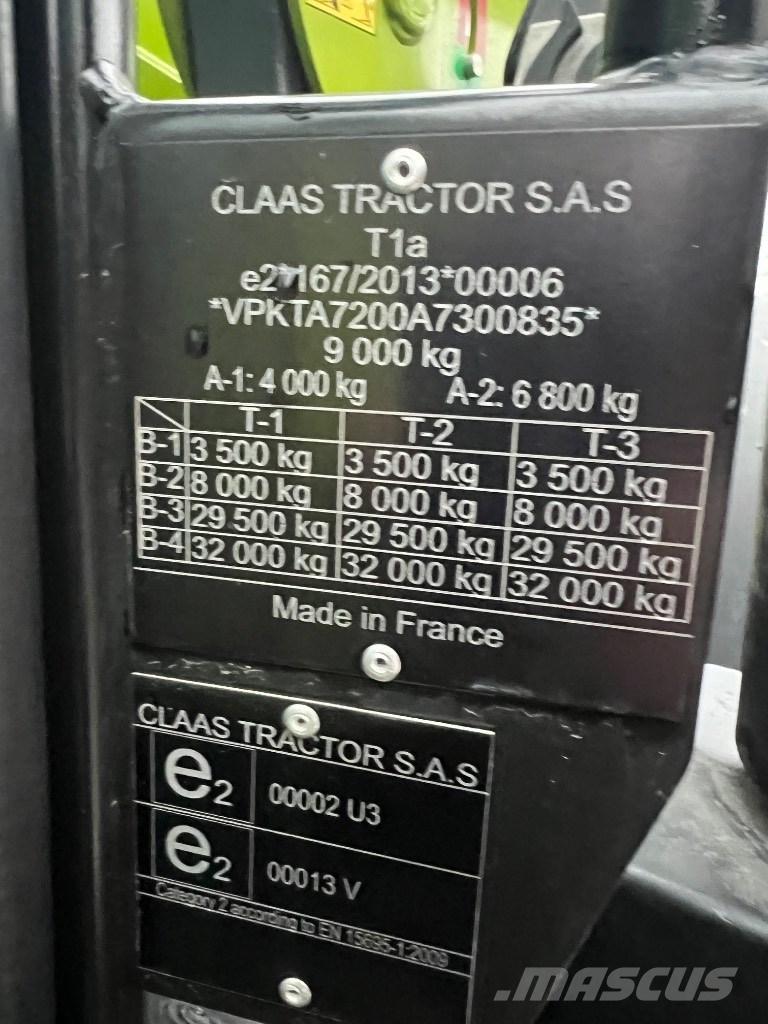 CLAAS TRACTOR S.A.S
T1a
e2*167/2013*00006
*VPKTA7200A7300835*
9 000 kg
A-1: 4 000 kg A-2: 6 800 kg
T-1 T-2 T-3
B-1 3 500 kg 3 500 kg 3 500 kg
B-2 8 000 kg 8 000 kg 8 000 kg
B-3 29 500 kg 29 500 kg 29 500 kg
B-4 32 000 kg 32 000 kg 32 000 kg
Made in France
CLAAS TRACTOR S.A.S
e2 00002 U3
e2 00013 V
Category 2 according to EN 15695-1:2009
MASCUS